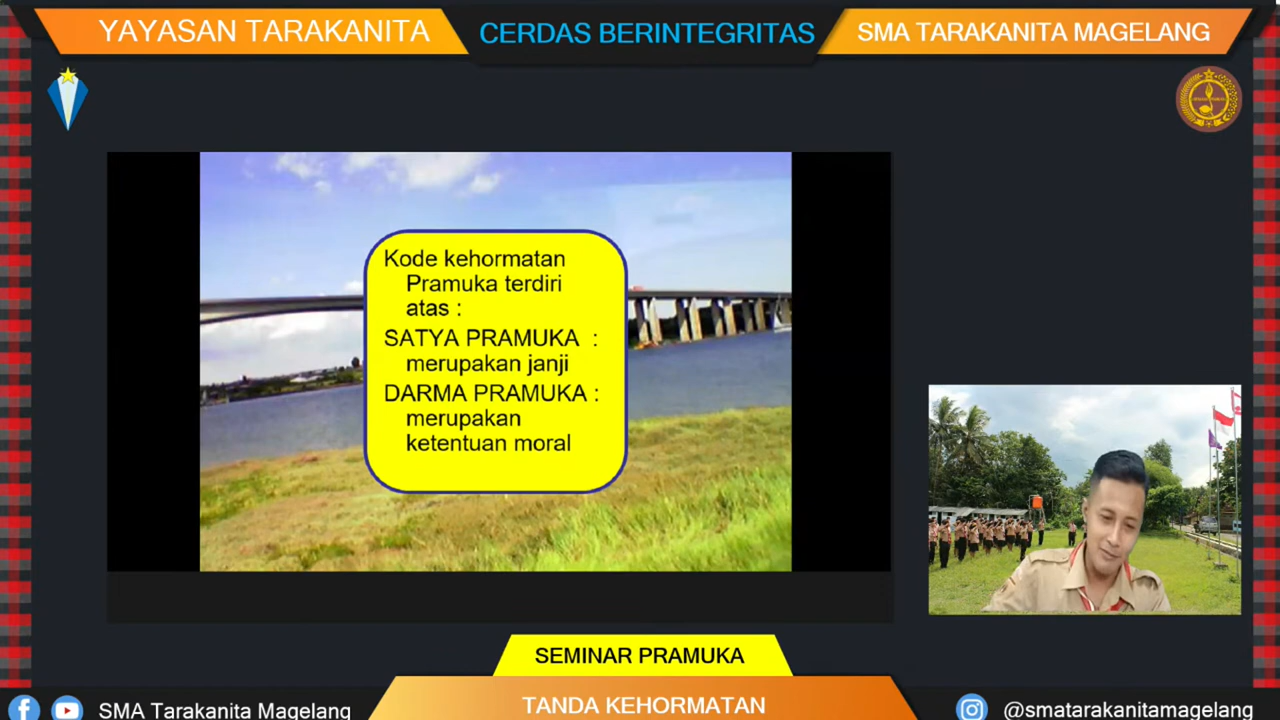 YAYASAN TARAKANITA
CERDAS BERINTEGRITAS
SMA TARAKANITA MAGELANG
Kode kehormatan
Pramuka terdiri
atas :
SATYA PRAMUKA :
merupakan janji
DARMA PRAMUKA :
merupakan
ketentuan moral
SEMINAR PRAMUKA
TANDA KEHORMATAN
SMA Tarakanita Magelang
@smatarakanitamagelang